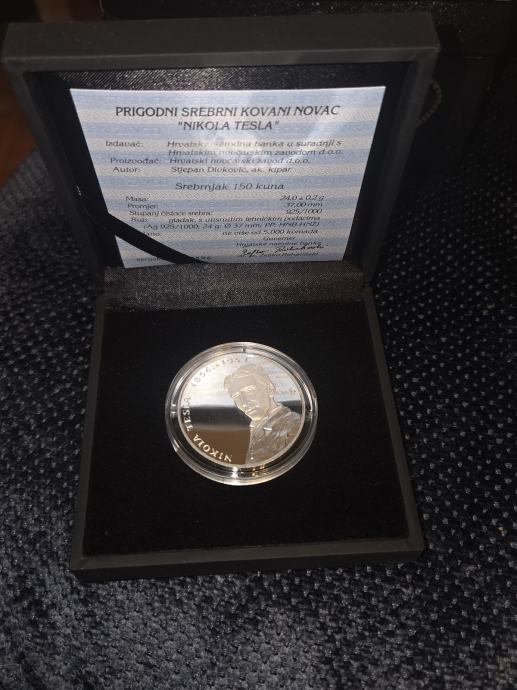 PRIGODNI SREBRNI KOVANI NOVAC
"NIKOLA TESLA"
Izdavač: Hrvatska narodna banka u suradnji s
Hrvatskim novčarskim zavodom d.o.o.
Proizvođač: Hrvatski novčarski zavod d.o.o.
Autor: Stjepan Divković, ak. kipar
Srebrnjak 150 kuna
Masa: 24,0 ± 0,2 g
Promjer: 37,00 mm
Stupanj čistoće srebra: 925/1000
Rub: gladak, s utisnutim tehničkim podacima
(Ag 925/1000; 24 g; Ø 37 mm; PP; HNB-HNZ)
ne više od 5.000 komada
Guverner
Hrvatske narodne banke
NIKOLA TESLA 1856-1943